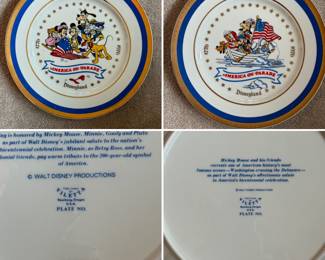 1776
1976
AMERICA ON PARADE
Disneyland
1776
1976
AMERICA ON PARADE
Disneyland
is honored by Mickey Mouse, Minnie, Goofy and Pluto
as part of Walt Disney's jubilant salute to the nation's
bicentennial celebration. Minnie, as Betsy Ross, and her
friends, pay warm tribute to the 200-year-old symbol
of America.
© WALT DISNEY PRODUCTIONS
U.S.A.
PLATE NO.
Mickey Mouse and his friends
recreate one of American history's most
famous scenes—Washington crossing the Delaware—
as part of Walt Disney's affectionate salute
to America's bicentennial celebration.
© WALT DISNEY PRODUCTIONS
U.S.A.
PLATE NO.